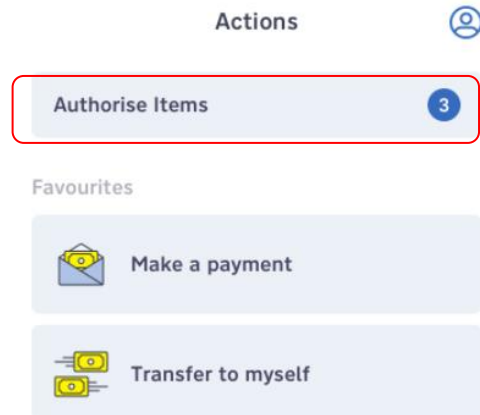 Actions
Authorise Items 3
Favourites
Make a payment
Transfer to myself